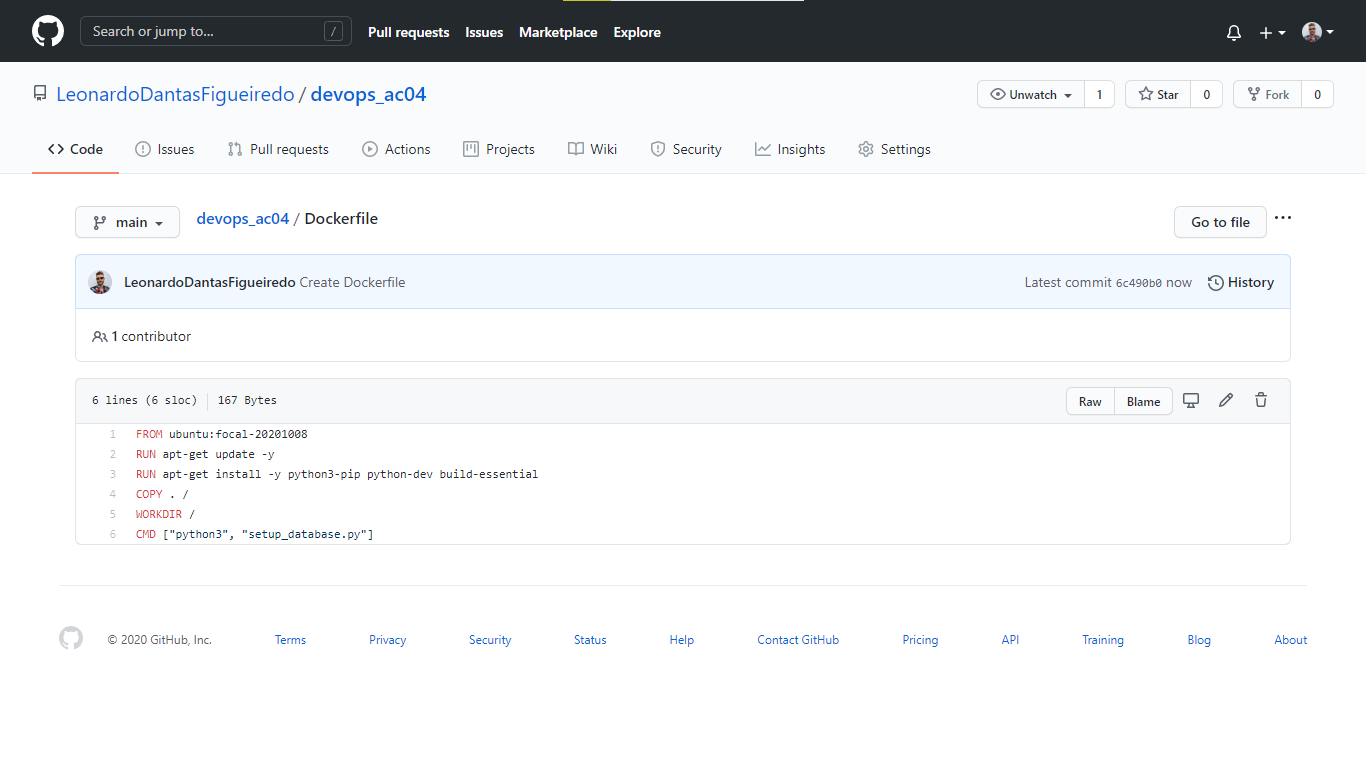 Search or jump to... /
Pull requests Issues Marketplace Explore
LeonardoDantasFigueiredo / devops_ac04
Unwatch 1 Star 0 Fork 0
Code Issues Pull requests Actions Projects Wiki Security Insights Settings
main devops_ac04 / Dockerfile Go to file ...
LeonardoDantasFigueiredo Create Dockerfile Latest commit 6c490b0 now History
1 contributor
6 lines (6 sloc) 167 Bytes Raw Blame
1 FROM ubuntu:focal-20201008
2 RUN apt-get update -y
3 RUN apt-get install -y python3-pip python-dev build-essential
4 COPY . /
5 WORKDIR /
6 CMD ["python3", "setup_database.py"]
© 2020 GitHub, Inc. Terms Privacy Security Status Help Contact GitHub Pricing API Training Blog About